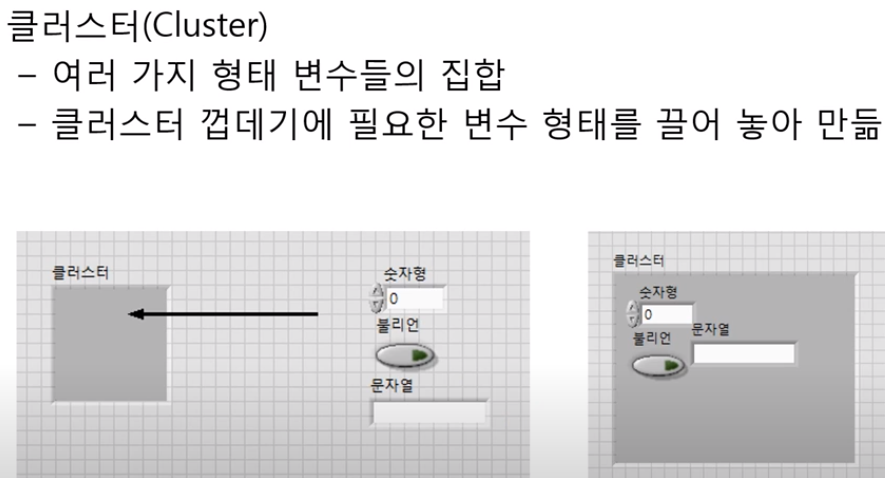 클러스터(Cluster)
– 여러 가지 형태 변수들의 집합
– 클러스터 껍데기에 필요한 변수 형태를 끌어 놓아 만듦
클러스터
숫자형
0
불리언
문자열
클러스터
숫자형
0
불리언
문자열